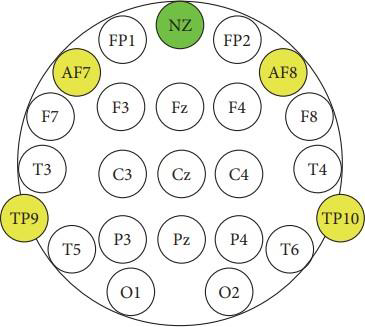 NZ
FP1 FP2
AF7 AF8
F3 Fz F4
F7 F8
T3 C3 Cz C4 T4
TP9 TP10
T5 P3 Pz P4 T6
O1 O2